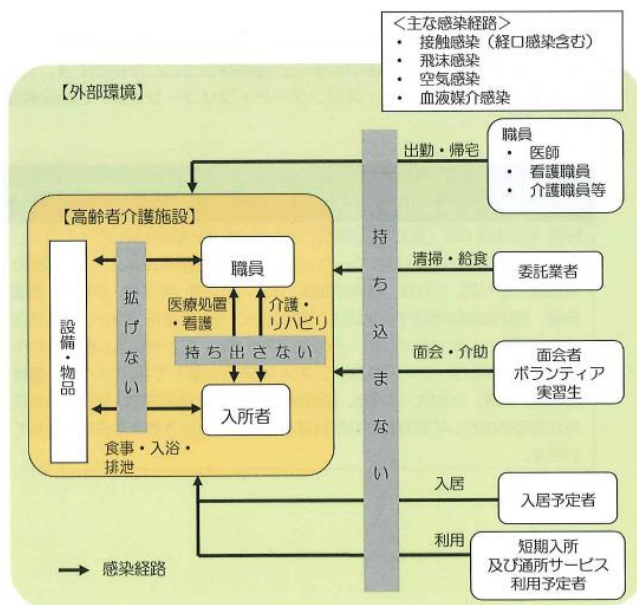 <主な感染経路>
・ 接触感染（経口感染含む）
・ 飛沫感染
・ 空気感染
・ 血液媒介感染
【外部環境】
出勤・帰宅
職員
・ 医師
・ 看護職員
・ 介護職員等
【高齢者介護施設】
設備・物品
拡げない
職員
医療処置
・看護
介護・
リハビリ
持ち出さない
入所者
食事・入浴・
排泄
持ち込まない
清掃・給食
委託業者
面会・介助
面会者
ボランティア
実習生
入居
入居予定者
利用
短期入所
及び通所サービス
利用予定者
感染経路